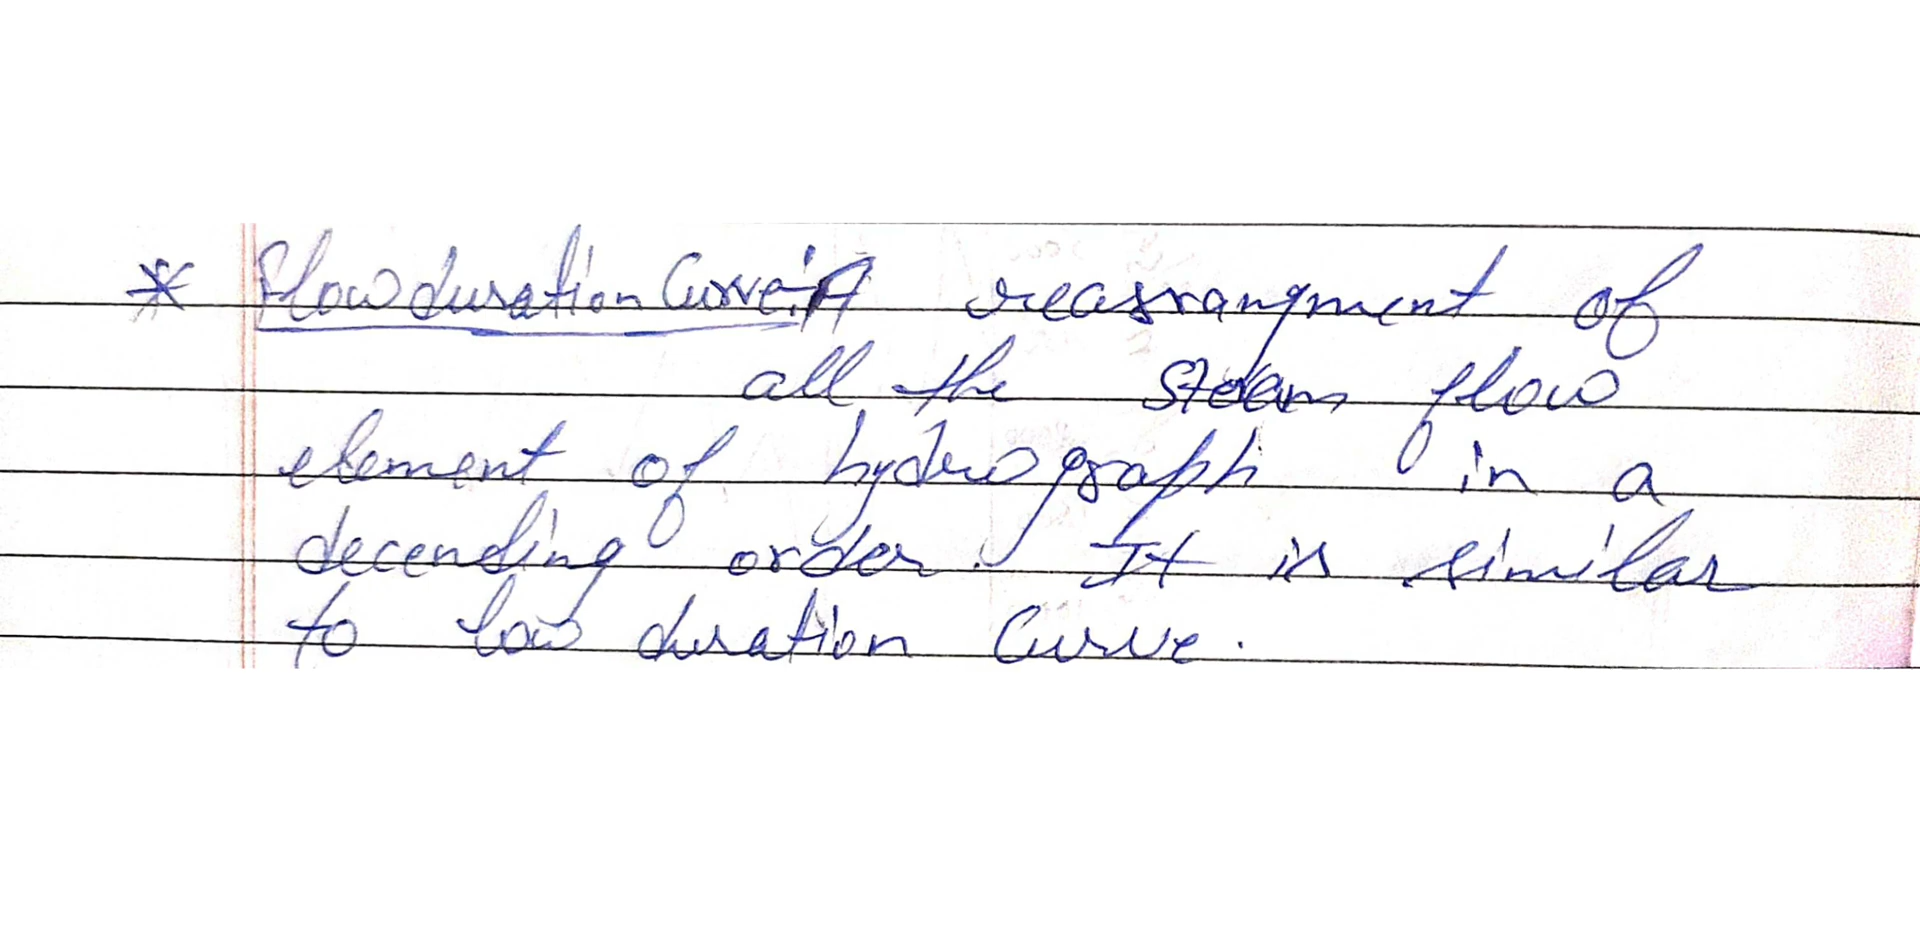 * Flow duration Curve:- A rearrangment of
all the steam flow
element of hydrograph in a
decending order. It is similar
to low duration Curve.